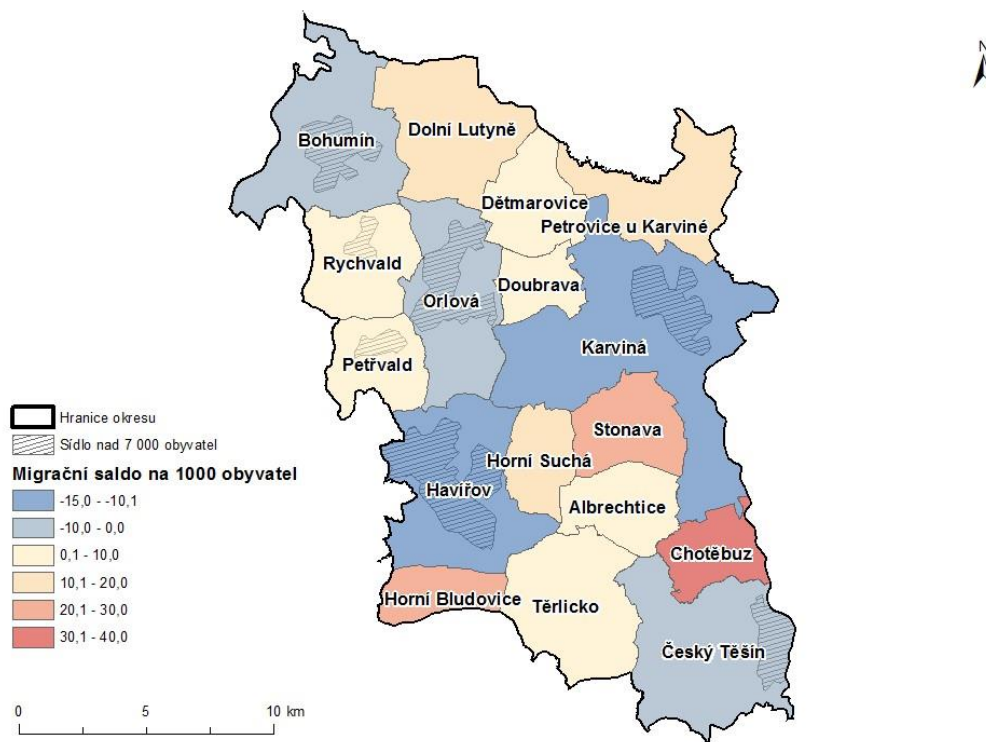 N
Bohumín
Dolní Lutyně
Dětmarovice
Petrovice u Karviné
Rychvald
Doubrava
Orlová
Karviná
Petřvald
Stonava
Horní Suchá
Havířov
Albrechtice
Chotěbuz
Horní Bludovice
Těrlicko
Český Těšín
Hranice okresu
Sídlo nad 7 000 obyvatel
Migrační saldo na 1000 obyvatel
-15,0 - -10,1
-10,0 - 0,0
0,1 - 10,0
10,1 - 20,0
20,1 - 30,0
30,1 - 40,0
0 5 10 km